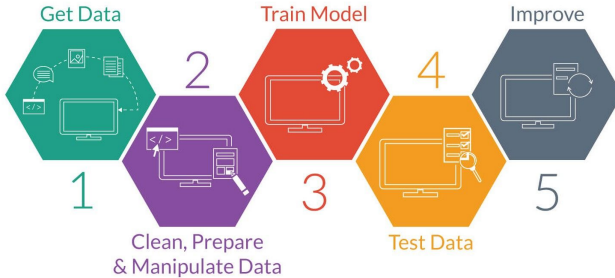 Get Data
1
2
Clean, Prepare
& Manipulate Data
Train Model
3
4
Test Data
Improve
5
</>
</>